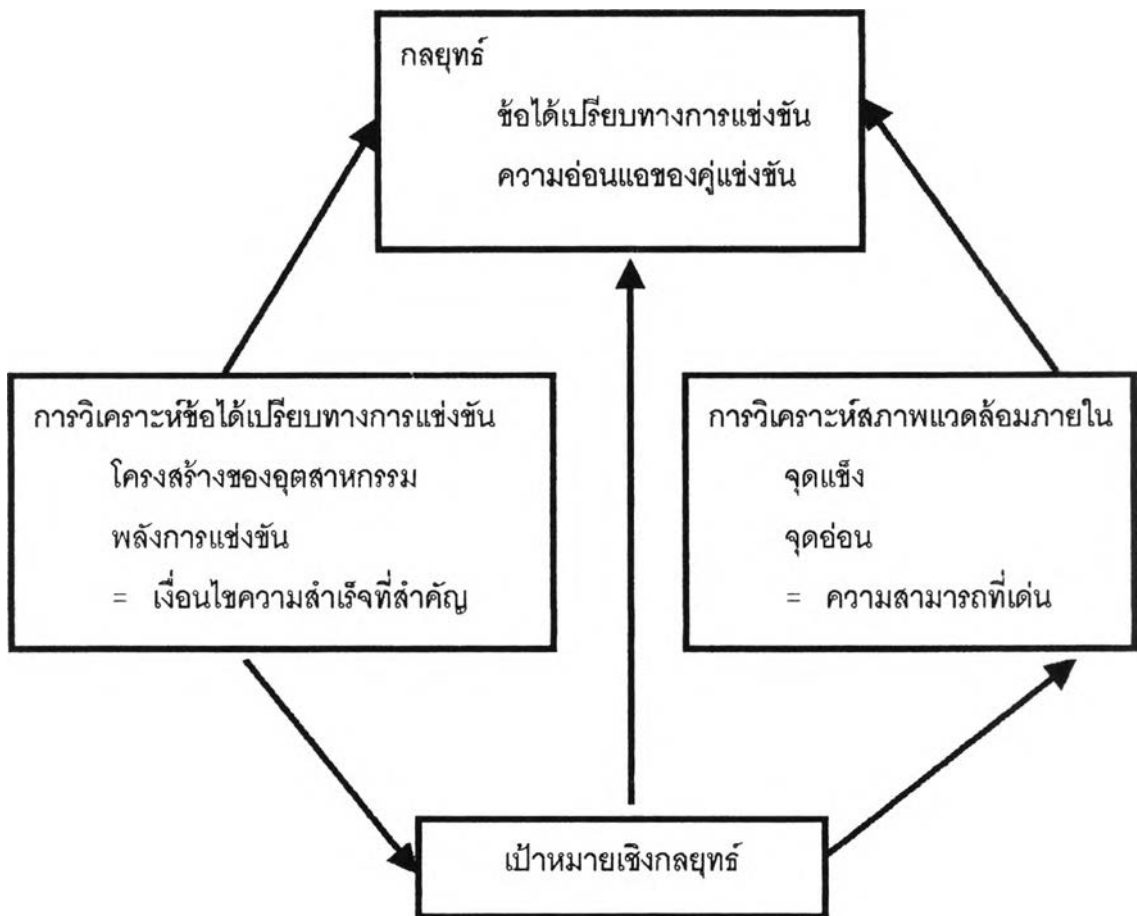 กลยุทธ์
ข้อได้เปรียบทางการแข่งขัน
ความอ่อนแอของคู่แข่งขัน
การวิเคราะห์ข้อได้เปรียบทางการแข่งขัน
โครงสร้างของอุตสาหกรรม
พลังการแข่งขัน
= เงื่อนไขความสำเร็จที่สำคัญ
การวิเคราะห์สภาพแวดล้อมภายใน
จุดแข็ง
จุดอ่อน
= ความสามารถที่เด่น
เป้าหมายเชิงกลยุทธ์